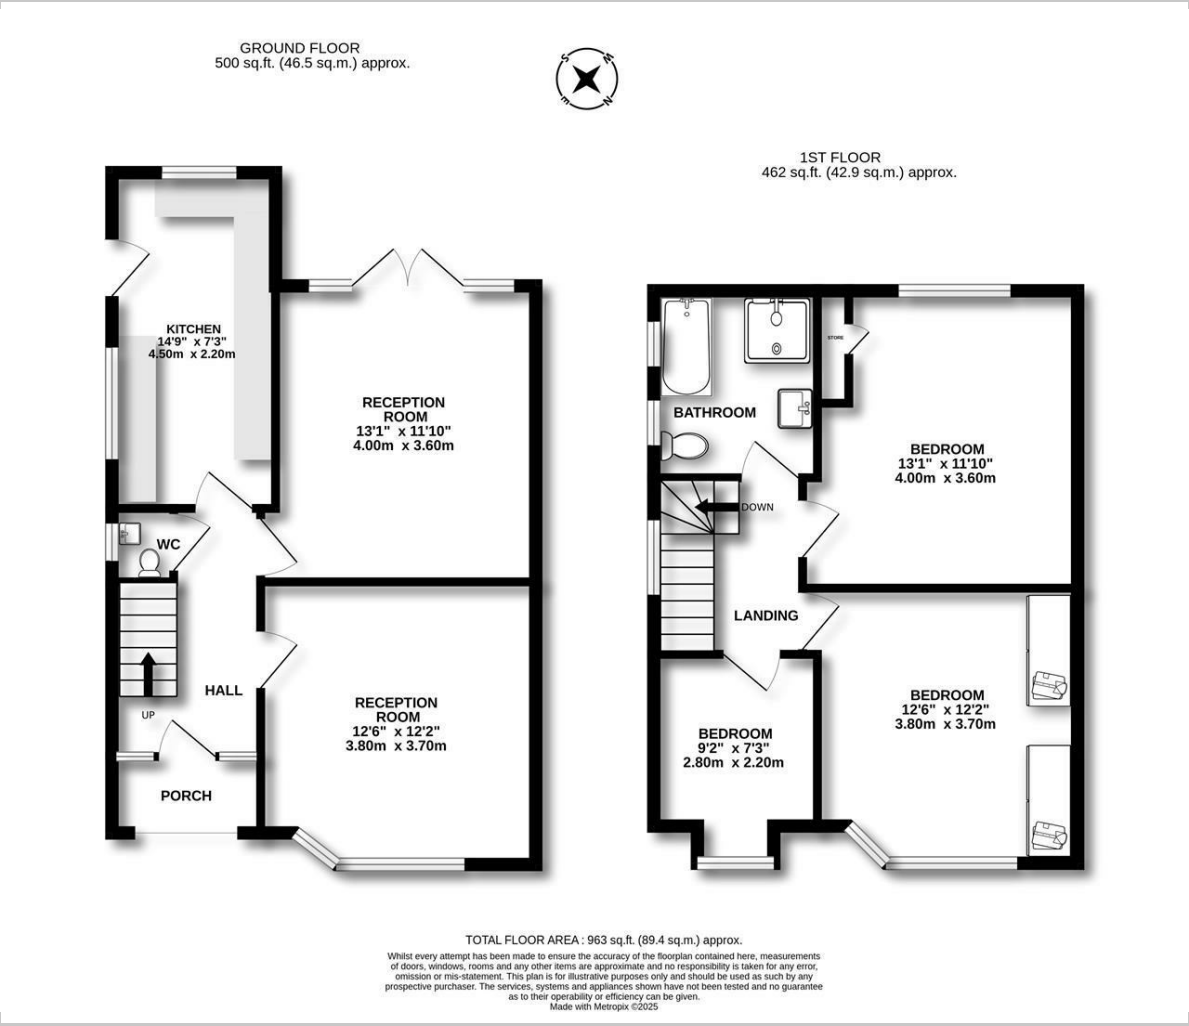 GROUND FLOOR
500 sq.ft. (46.5 sq.m.) approx.
S
W
E
N
1ST FLOOR
462 sq.ft. (42.9 sq.m.) approx.
KITCHEN
14'9" x 7'3"
4.50m x 2.20m
RECEPTION
ROOM
13'1" x 11'10"
4.00m x 3.60m
WC
HALL
UP
RECEPTION
ROOM
12'6" x 12'2"
3.80m x 3.70m
PORCH
STORE
BATHROOM
BEDROOM
13'1" x 11'10"
4.00m x 3.60m
DOWN
LANDING
BEDROOM
12'6" x 12'2"
3.80m x 3.70m
BEDROOM
9'2" x 7'3"
2.80m x 2.20m
TOTAL FLOOR AREA : 963 sq.ft. (89.4 sq.m.) approx.
Whilst every attempt has been made to ensure the accuracy of the floorplan contained here, measurements
of doors, windows, rooms and any other items are approximate and no responsibility is taken for any error,
omission or mis-statement. This plan is for illustrative purposes only and should be used as such by any
prospective purchaser. The services, systems and appliances shown have not been tested and no guarantee
as to their operability or efficiency can be given.
Made with Metropix ©2025